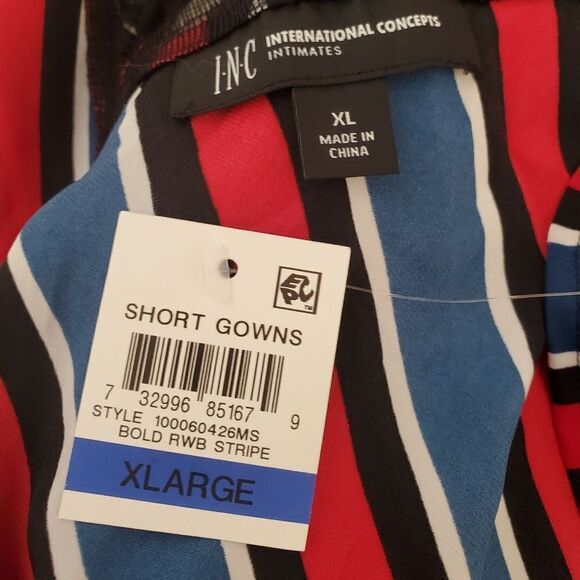 I·N·C INTERNATIONAL CONCEPTS
INTIMATES
XL
MADE IN
CHINA
EPC™
SHORT GOWNS
7 32996 85167 9
STYLE 100060426MS
BOLD RWB STRIPE
XLARGE